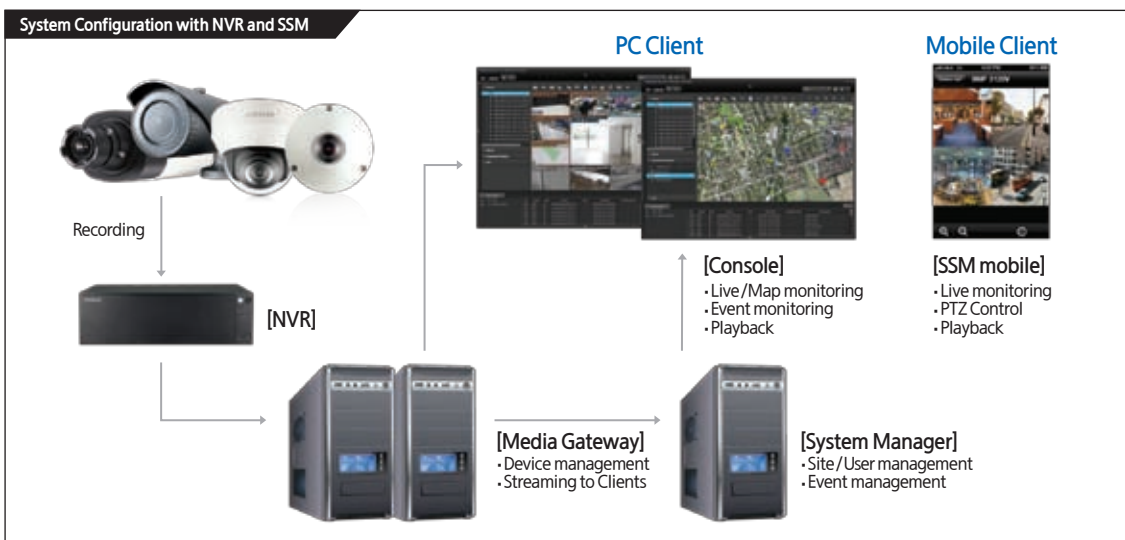 System Configuration with NVR and SSM
PC Client
Mobile Client
Recording
[NVR]
[Console]
· Live/Map monitoring
· Event monitoring
· Playback
[SSM mobile]
· Live monitoring
· PTZ Control
· Playback
[Media Gateway]
· Device management
· Streaming to Clients
[System Manager]
· Site/User management
· Event management